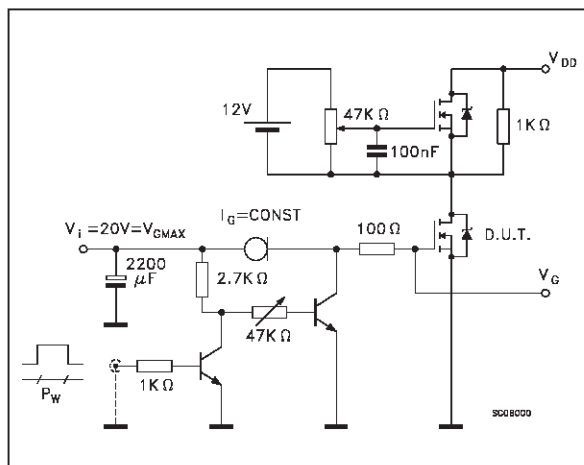 V_DD
12V
47KΩ
1KΩ
100nF
V_i =20V=V_GMAX
I_G=CONST
100Ω
D.U.T.
2200
μF
2.7KΩ
V_G
47KΩ
1KΩ
P_W
SC08000